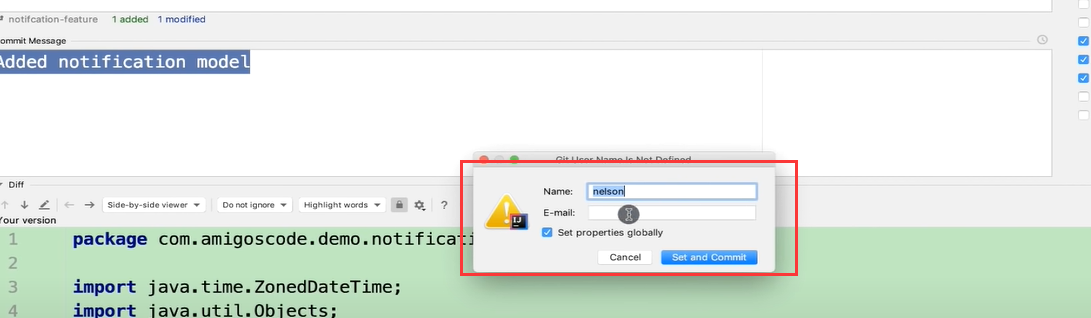 notifcation-feature 1 added 1 modified
ommit Message
Added notification model
Git User Name Is Not Defined
Name: nelson
E-mail:
Set properties globally
Cancel Set and Commit
Diff
Side-by-side viewer Do not ignore Highlight words ?
Your version
1 package com.amigoscode.demo.notificati
2
3 import java.time.ZonedDateTime;
4 import java.util.Objects;